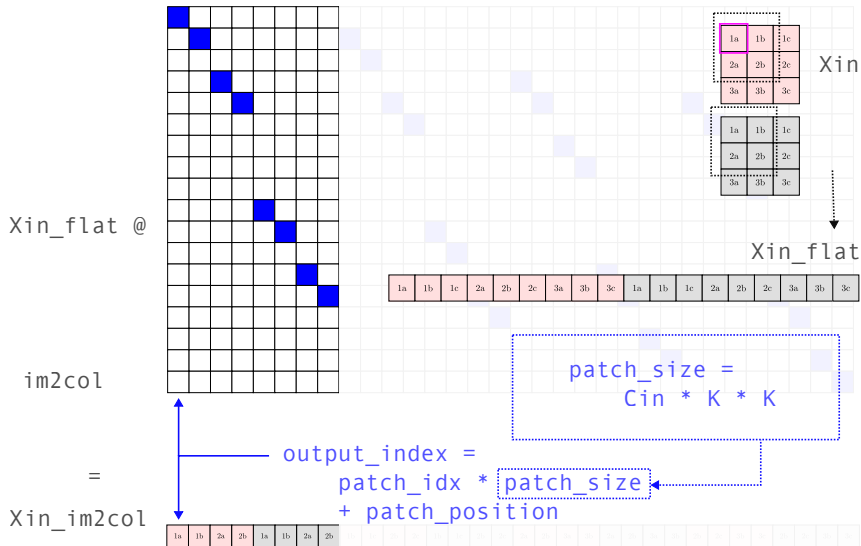 1a 1b 1c
2a 2b 2c
3a 3b 3c
Xin
1a 1b 1c
2a 2b 2c
3a 3b 3c
Xin_flat @
Xin_flat
1a 1b 1c 2a 2b 2c 3a 3b 3c 1a 1b 1c 2a 2b 2c 3a 3b 3c
im2col
patch_size =
Cin * K * K
output_index =
patch_idx * patch_size
+ patch_position
=
Xin_im2col
1a 1b 2a 2b 1a 1b 2a 2b